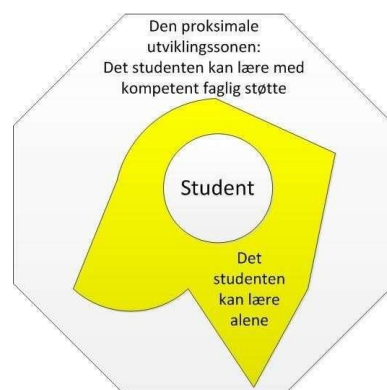 Den proksimale
utviklingssonen:
Det studenten kan lære med
kompetent faglig støtte
Student
Det
studenten
kan lære
alene